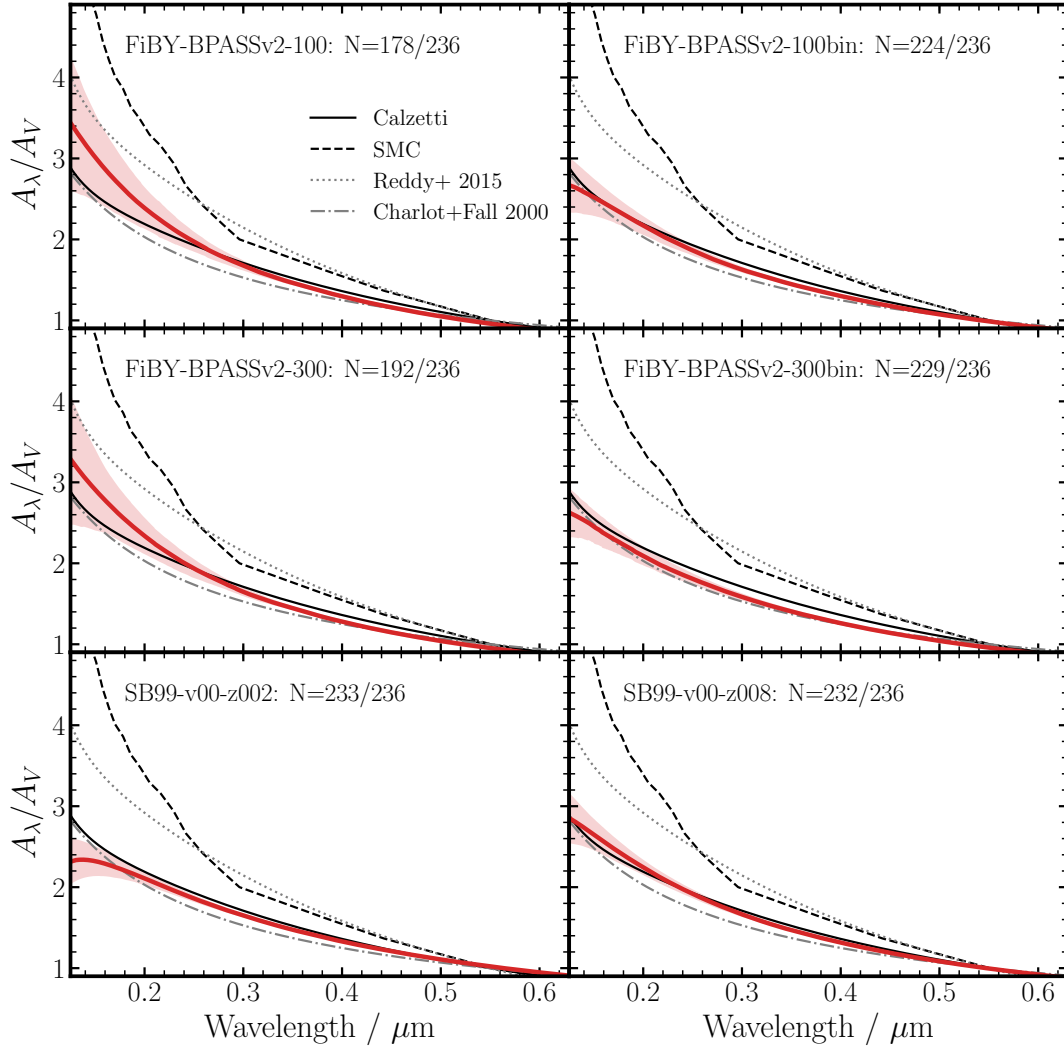 FiBY-BPASSv2-100: N=178/236
FiBY-BPASSv2-100bin: N=224/236
Calzetti
SMC
Reddy+ 2015
Charlot+Fall 2000
4
3
2
1
A_λ/A_V
FiBY-BPASSv2-300: N=192/236
FiBY-BPASSv2-300bin: N=229/236
4
3
2
1
A_λ/A_V
SB99-v00-z002: N=233/236
SB99-v00-z008: N=232/236
4
3
2
1
A_λ/A_V
0.2 0.3 0.4 0.5 0.6
0.2 0.3 0.4 0.5 0.6
Wavelength / μm
Wavelength / μm